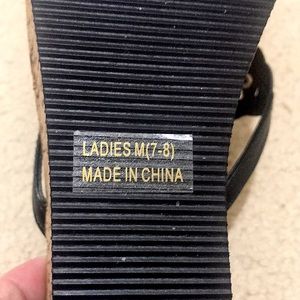 LADIES M(7-8)
MADE IN CHINA